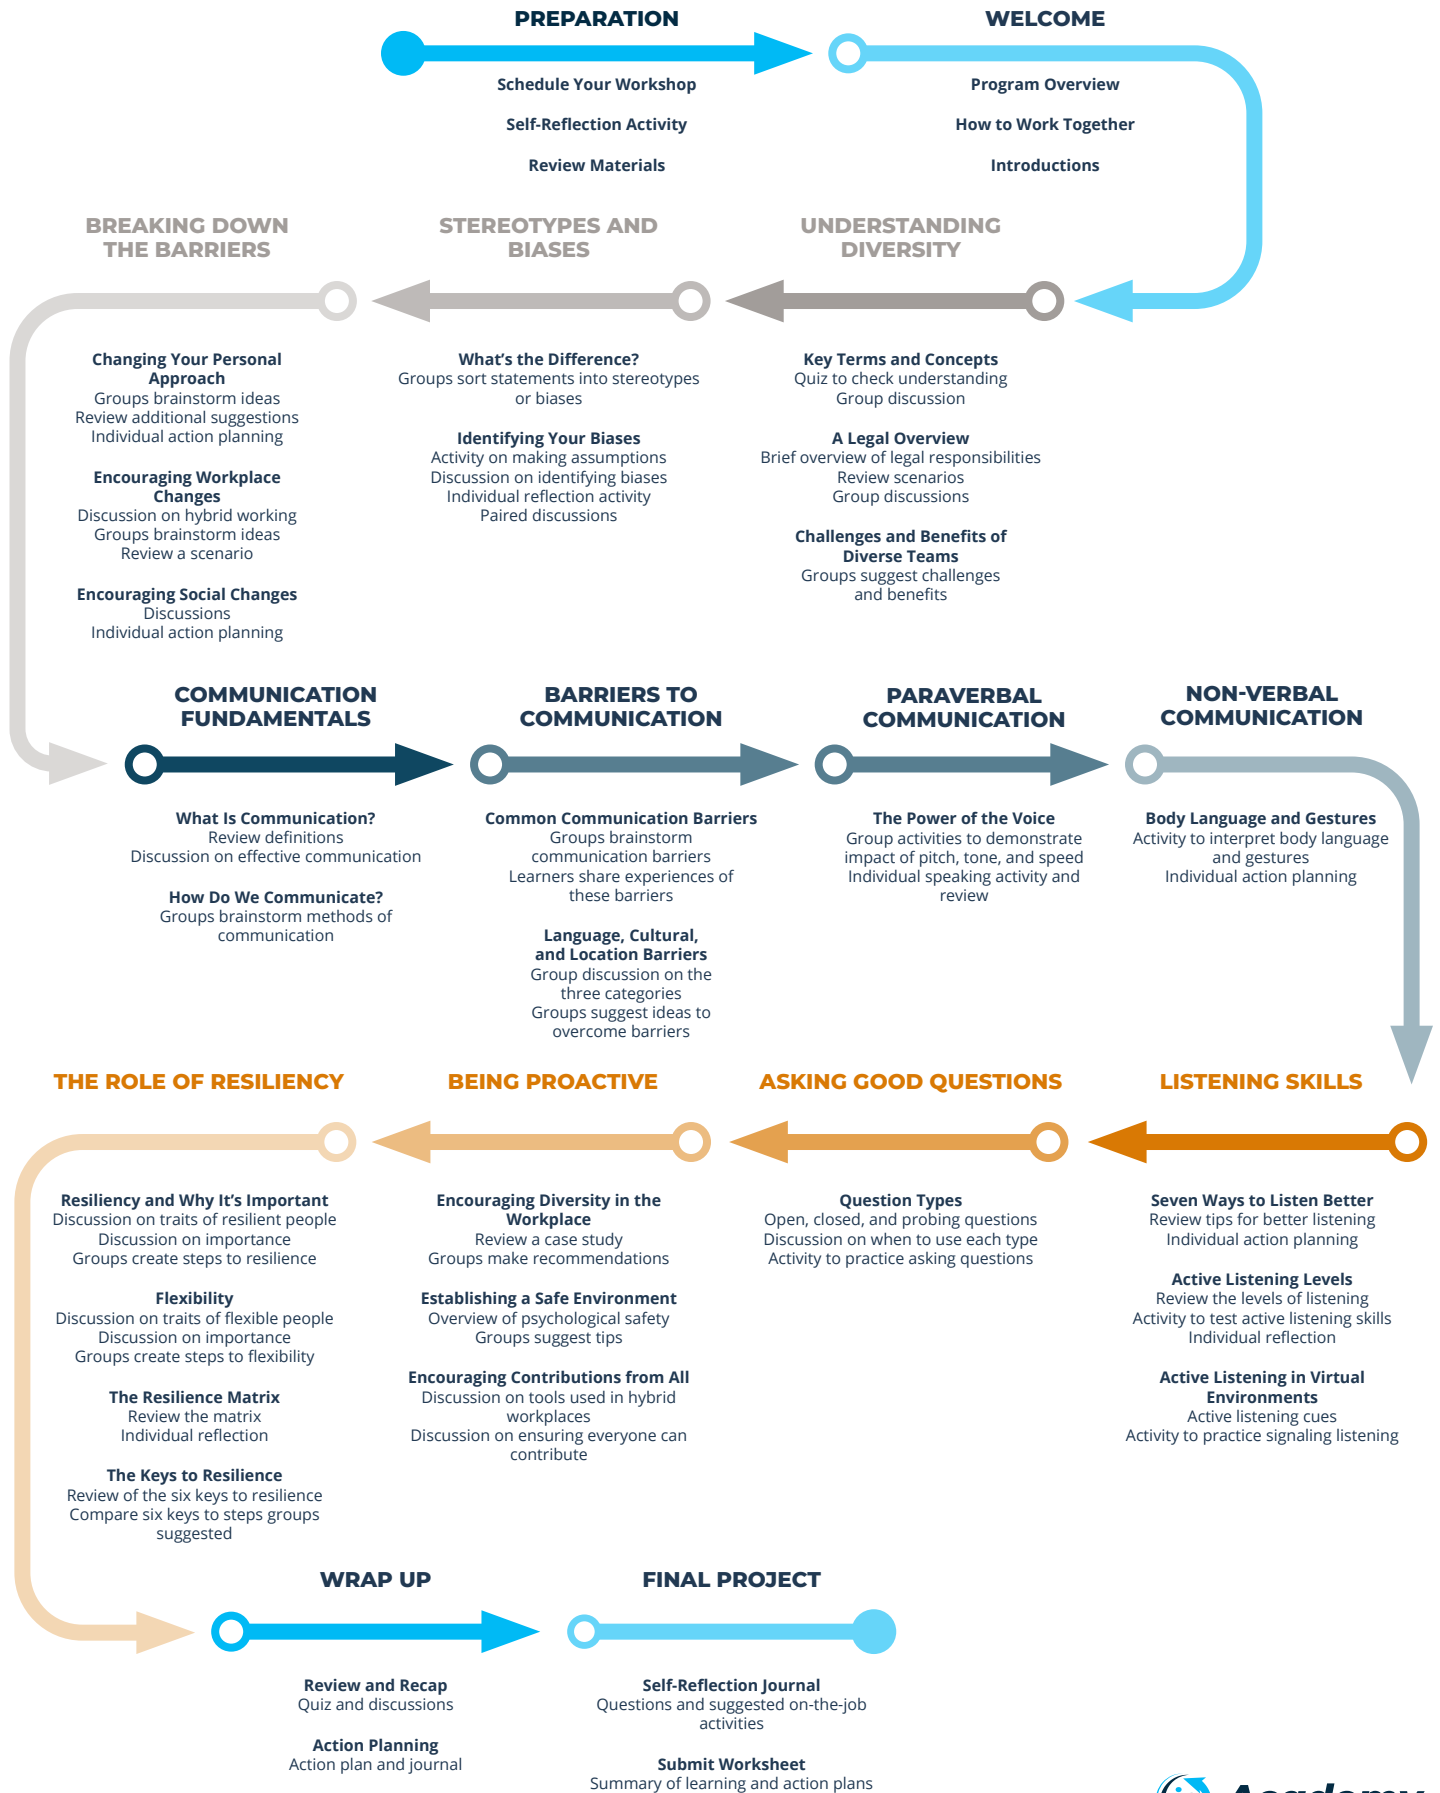 PREPARATION
Schedule Your Workshop
Self-Reflection Activity
Review Materials
WELCOME
Program Overview
How to Work Together
Introductions
UNDERSTANDING
DIVERSITY
Key Terms and Concepts
Quiz to check understanding
Group discussion
A Legal Overview
Brief overview of legal responsibilities
Review scenarios
Group discussions
Challenges and Benefits of
Diverse Teams
Groups suggest challenges
and benefits
STEREOTYPES AND
BIASES
What's the Difference?
Groups sort statements into stereotypes
or biases
Identifying Your Biases
Activity on making assumptions
Discussion on identifying biases
Individual reflection activity
Paired discussions
BREAKING DOWN
THE BARRIERS
Changing Your Personal
Approach
Groups brainstorm ideas
Review additional suggestions
Individual action planning
Encouraging Workplace
Changes
Discussion on hybrid working
Groups brainstorm ideas
Review a scenario
Encouraging Social Changes
Discussions
Individual action planning
COMMUNICATION
FUNDAMENTALS
What Is Communication?
Review definitions
Discussion on effective communication
How Do We Communicate?
Groups brainstorm methods of
communication
BARRIERS TO
COMMUNICATION
Common Communication Barriers
Groups brainstorm
communication barriers
Learners share experiences of
these barriers
Language, Cultural,
and Location Barriers
Group discussion on the
three categories
Groups suggest ideas to
overcome barriers
PARAVERBAL
COMMUNICATION
The Power of the Voice
Group activities to demonstrate
impact of pitch, tone, and speed
Individual speaking activity and
review
NON-VERBAL
COMMUNICATION
Body Language and Gestures
Activity to interpret body language
and gestures
Individual action planning
LISTENING SKILLS
Seven Ways to Listen Better
Review tips for better listening
Individual action planning
Active Listening Levels
Review the levels of listening
Activity to test active listening skills
Individual reflection
Active Listening in Virtual
Environments
Active listening cues
Activity to practice signaling listening
ASKING GOOD QUESTIONS
Question Types
Open, closed, and probing questions
Discussion on when to use each type
Activity to practice asking questions
BEING PROACTIVE
Encouraging Diversity in the
Workplace
Review a case study
Groups make recommendations
Establishing a Safe Environment
Overview of psychological safety
Groups suggest tips
Encouraging Contributions from All
Discussion on tools used in hybrid
workplaces
Discussion on ensuring everyone can
contribute
THE ROLE OF RESILIENCY
Resiliency and Why It's Important
Discussion on traits of resilient people
Discussion on importance
Groups create steps to resilience
Flexibility
Discussion on traits of flexible people
Discussion on importance
Groups create steps to flexibility
The Resilience Matrix
Review the matrix
Individual reflection
The Keys to Resilience
Review of the six keys to resilience
Compare six keys to steps groups
suggested
WRAP UP
Review and Recap
Quiz and discussions
Action Planning
Action plan and journal
FINAL PROJECT
Self-Reflection Journal
Questions and suggested on-the-job
activities
Submit Worksheet
Summary of learning and action plans
Academy